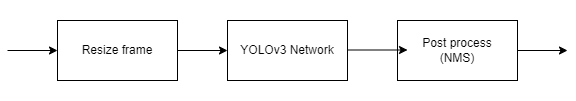 Resize frame
YOLOv3 Network
Post process
(NMS)